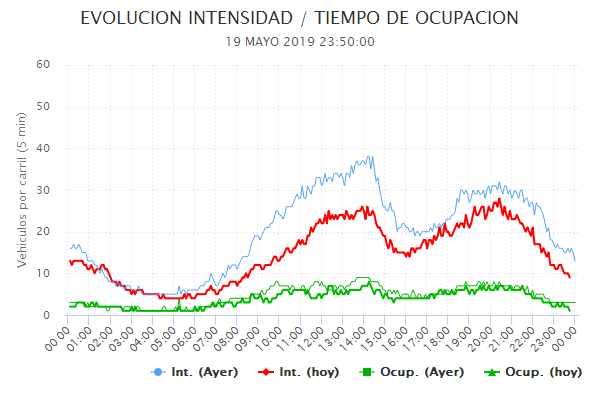 EVOLUCION INTENSIDAD / TIEMPO DE OCUPACION
19 MAYO 2019 23:50:00
Vehiculos por carril (5 min)
60
50
40
30
20
10
0
00:00 01:00 02:00 03:00 04:00 05:00 06:00 07:00 08:00 09:00 10:00 11:00 12:00 13:00 14:00 15:00 16:00 17:00 18:00 19:00 20:00 21:00 22:00 23:00 00:00
Int. (Ayer) Int. (hoy) Ocup. (Ayer) Ocup. (hoy)